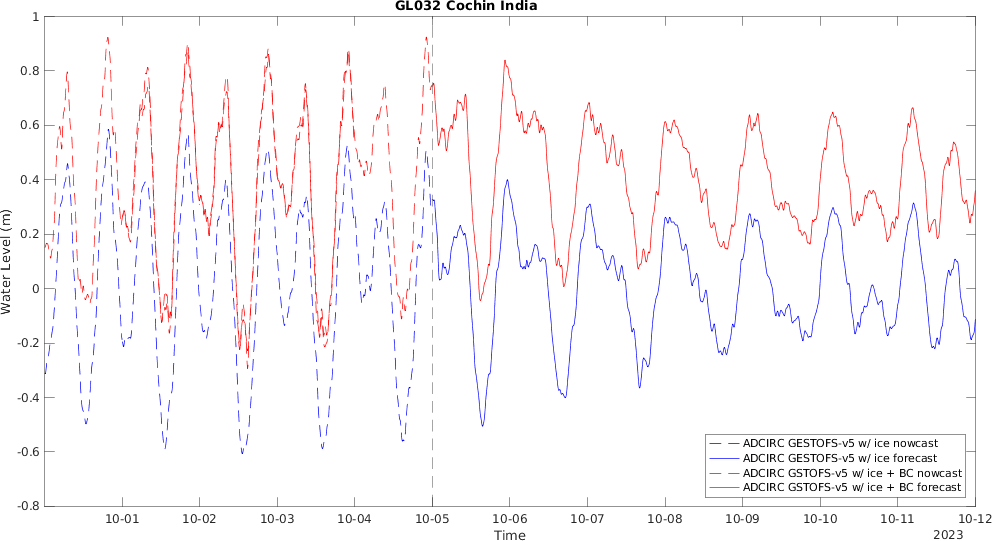 GL032 Cochin India
1
0.8
0.6
0.4
0.2
0
-0.2
-0.4
-0.6
-0.8
Water Level (m)
ADCIRC GESTOFS-v5 w/ ice nowcast
ADCIRC GESTOFS-v5 w/ ice forecast
ADCIRC GSTOFS-v5 w/ ice + BC nowcast
ADCIRC GSTOFS-v5 w/ ice + BC forecast
10-01 10-02 10-03 10-04 10-05 10-06 10-07 10-08 10-09 10-10 10-11 10-12
Time
2023